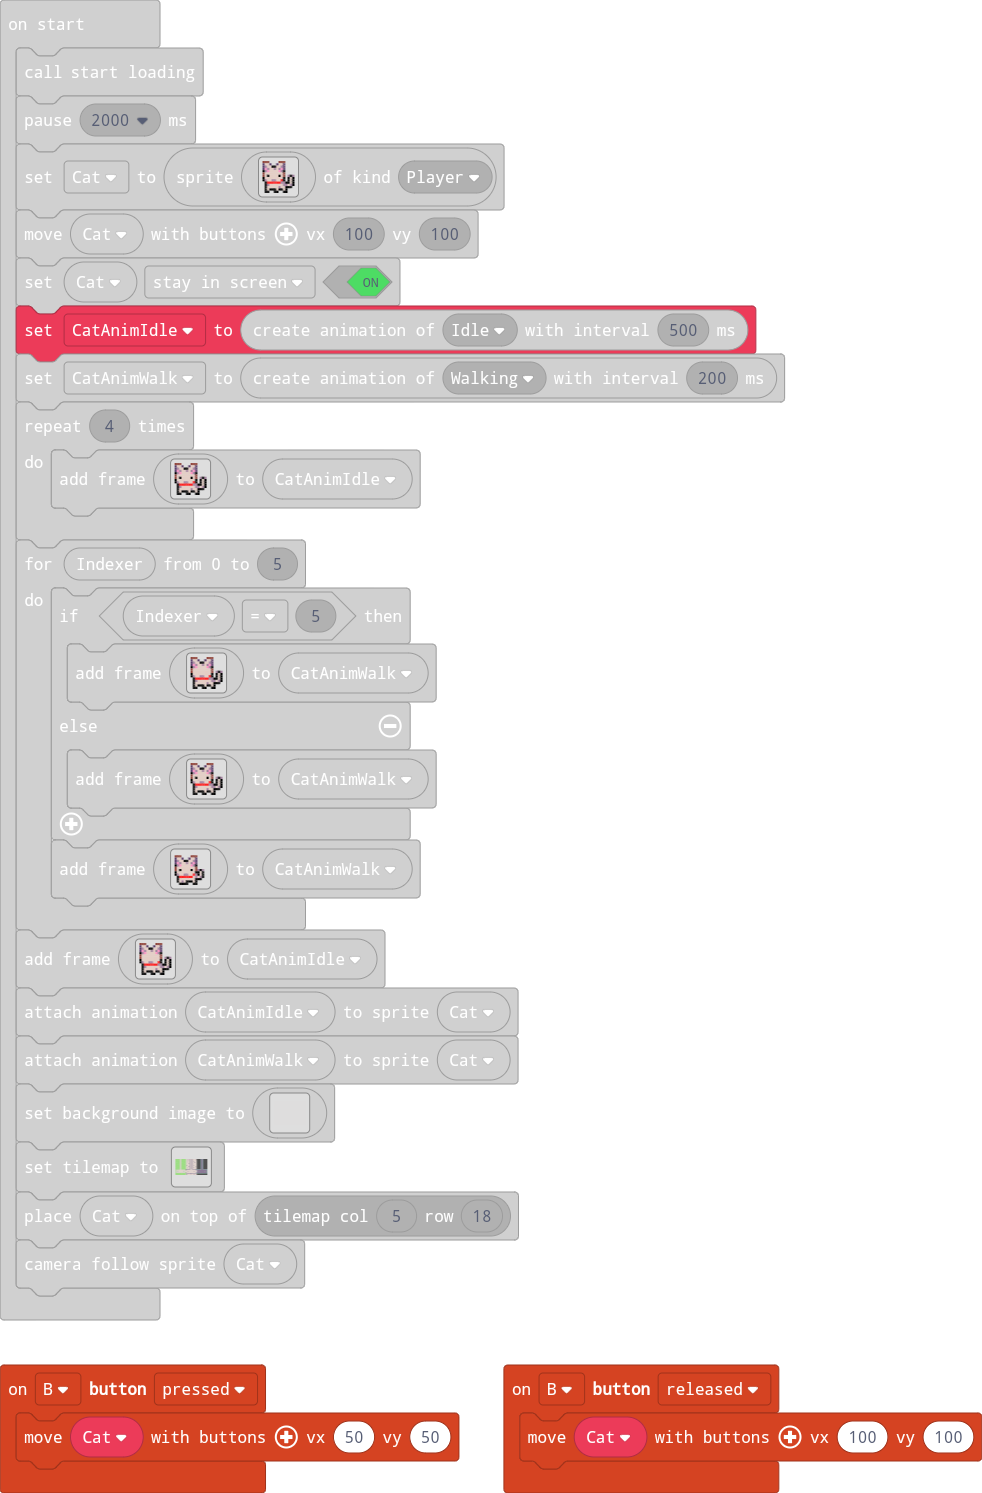 on start
call start loading
pause 2000 ms
set Cat to sprite of kind Player
move Cat with buttons vx 100 vy 100
set Cat stay in screen ON
set CatAnimIdle to create animation of Idle with interval 500 ms
set CatAnimWalk to create animation of Walking with interval 200 ms
repeat 4 times
do
add frame to CatAnimIdle
for Indexer from 0 to 5
do
if Indexer = 5 then
add frame to CatAnimWalk
else
add frame to CatAnimWalk
add frame to CatAnimWalk
add frame to CatAnimIdle
attach animation CatAnimIdle to sprite Cat
attach animation CatAnimWalk to sprite Cat
set background image to
set tilemap to
place Cat on top of tilemap col 5 row 18
camera follow sprite Cat
on B button pressed
move Cat with buttons vx 50 vy 50
on B button released
move Cat with buttons vx 100 vy 100